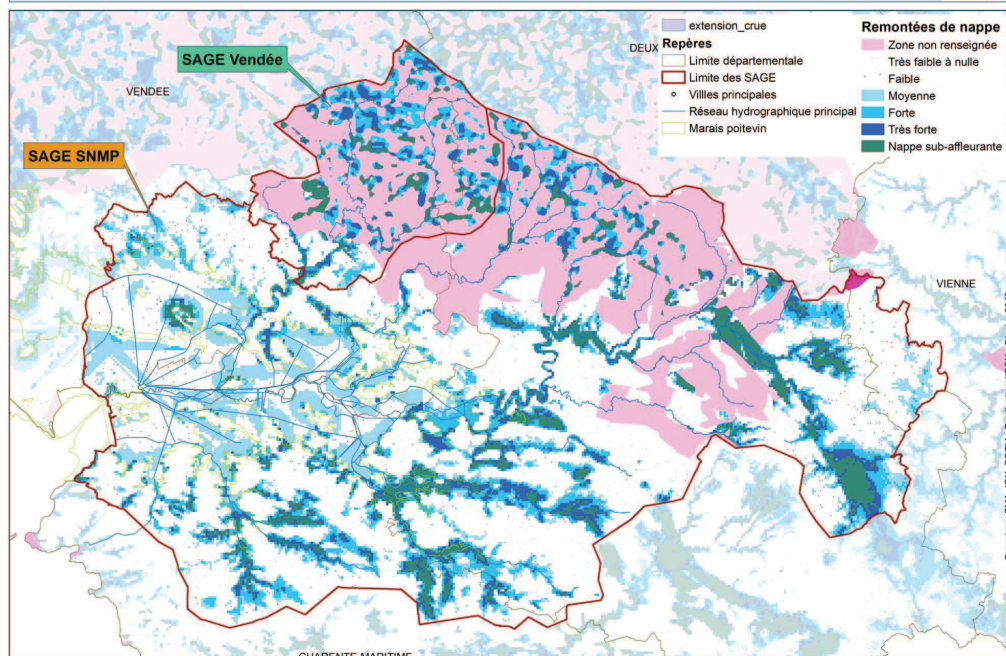 extension_crue
Repères
Limite départementale
Limite des SAGE
Villles principales
Réseau hydrographique principal
Marais poitevin
Remontées de nappe
Zone non renseignée
Très faible à nulle
Faible
Moyenne
Forte
Très forte
Nappe sub-affleurante
DEUX
SAGE Vendée
VENDEE
SAGE SNMP
VIENNE
CHARENTE-MARITIME